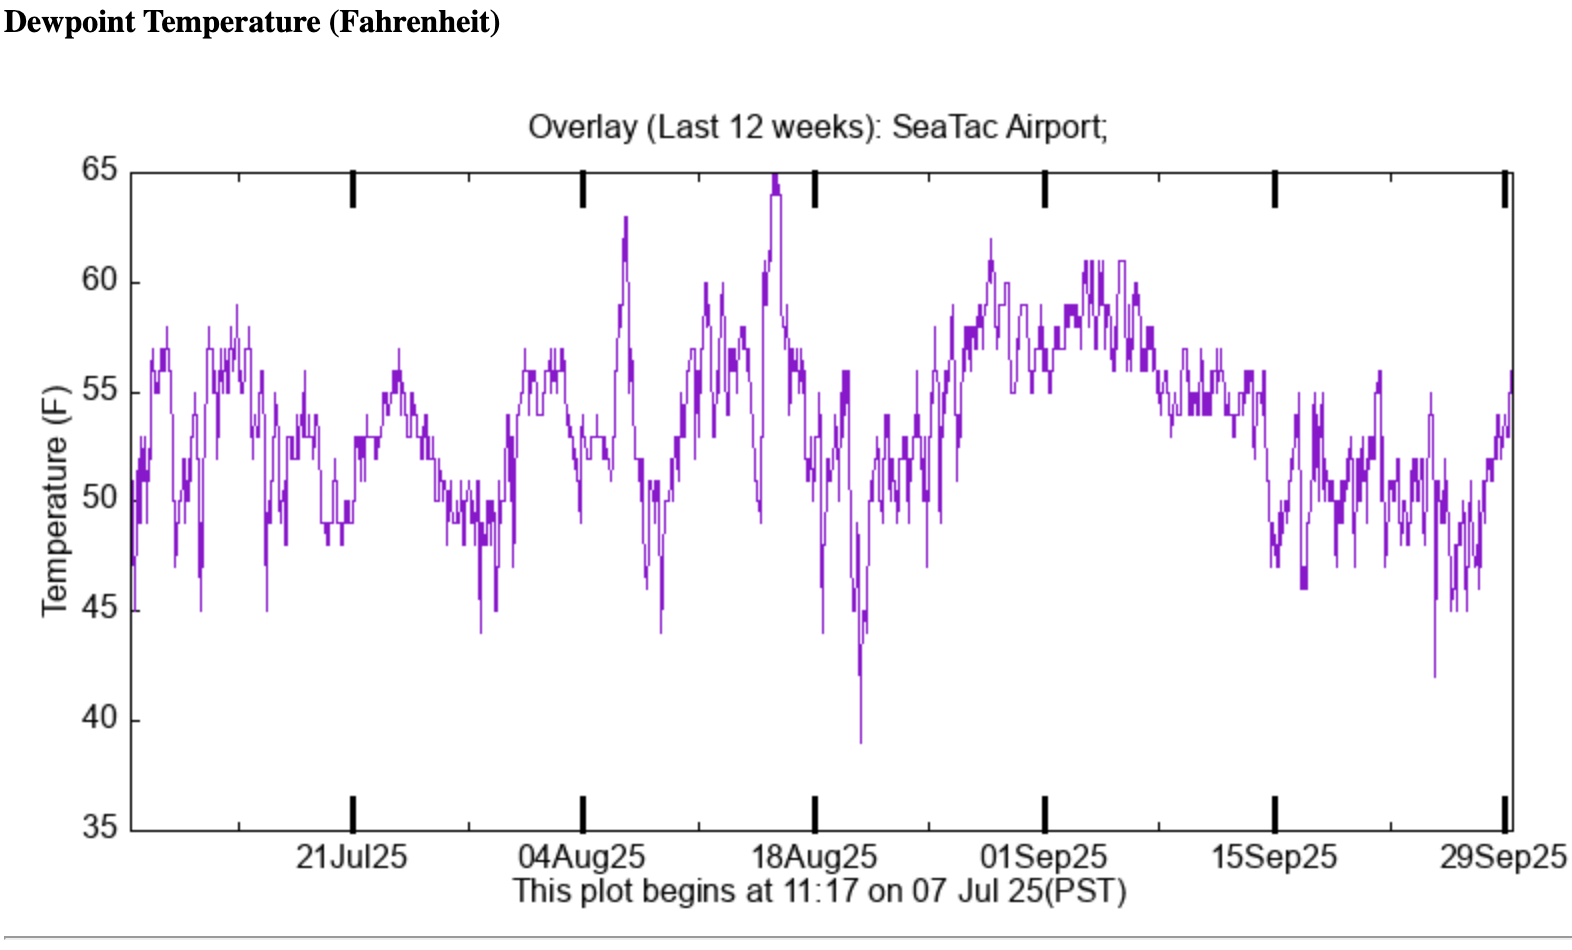 Dewpoint Temperature (Fahrenheit)
Overlay (Last 12 weeks): SeaTac Airport;
65
60
55
50
45
40
35
Temperature (F)
21Jul25 04Aug25 18Aug25 01Sep25 15Sep25 29Sep25
This plot begins at 11:17 on 07 Jul 25(PST)